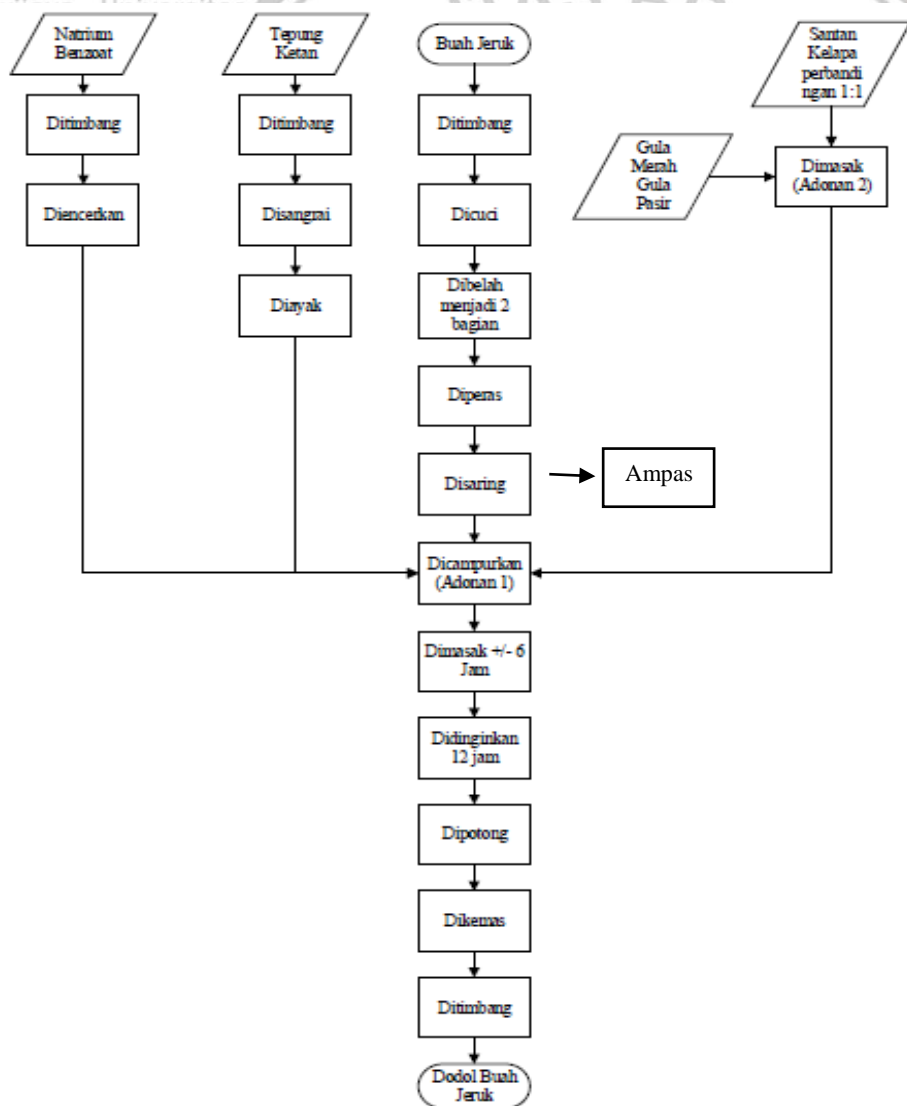 Natrium
Benzoat
Ditimbang
Diencerkan
Tepung
Ketan
Ditimbang
Disangrai
Diayak
Buah Jeruk
Ditimbang
Dicuci
Dibelah
menjadi 2
bagian
Diperas
Disaring
Ampas
Santan
Kelapa
perbandi
ngan 1:1
Gula
Merah
Gula
Pasir
Dimasak
(Adonan 2)
Dicampurkan
(Adonan 1)
Dimasak +/- 6
Jam
Didinginkan
12 jam
Dipotong
Dikemas
Ditimbang
Dodol Buah
Jeruk